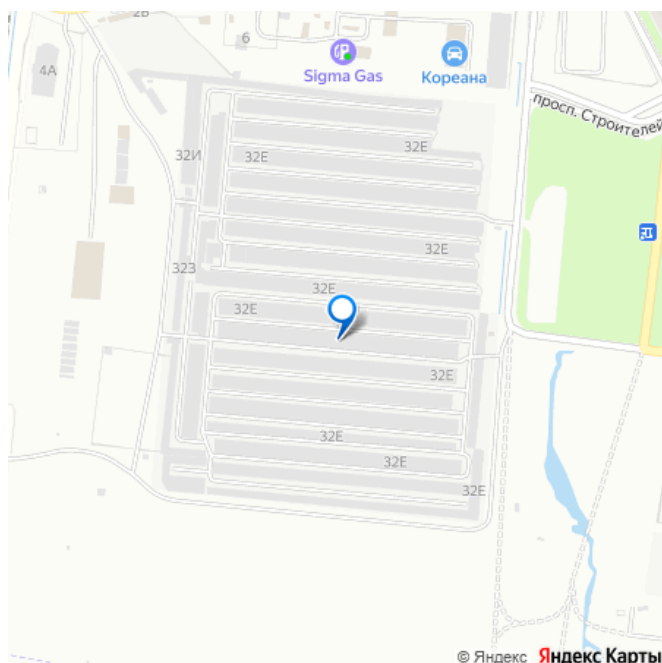 2В
6
4А
Sigma Gas
Кореана
просп. Строителей
32Е
32И
32Е
32Е
323
32Е
32Е
32Е
32Е
32Е
32Е
© Яндекс Яндекс Карты